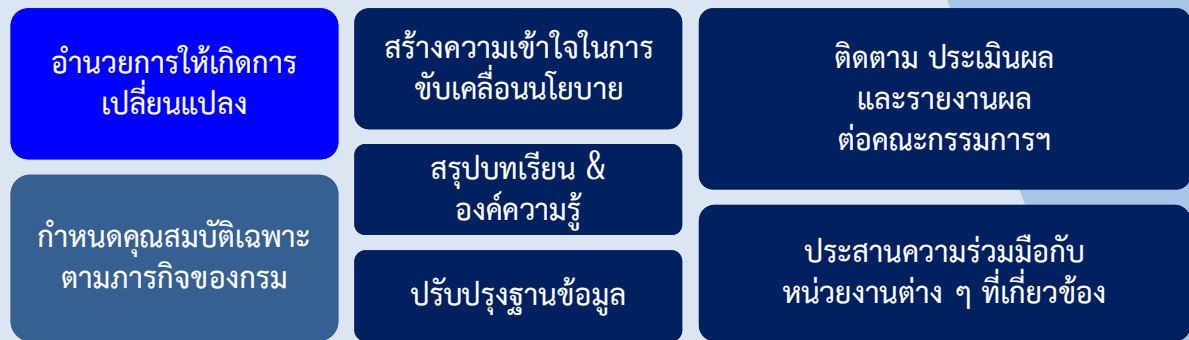 อำนวยการให้เกิดการ
เปลี่ยนแปลง
กำหนดคุณสมบัติเฉพาะ
ตามภารกิจของกรม
สร้างความเข้าใจในการ
ขับเคลื่อนนโยบาย
สรุปบทเรียน &
องค์ความรู้
ปรับปรุงฐานข้อมูล
ติดตาม ประเมินผล
และรายงานผล
ต่อคณะกรรมการฯ
ประสานความร่วมมือกับ
หน่วยงานต่าง ๆ ที่เกี่ยวข้อง